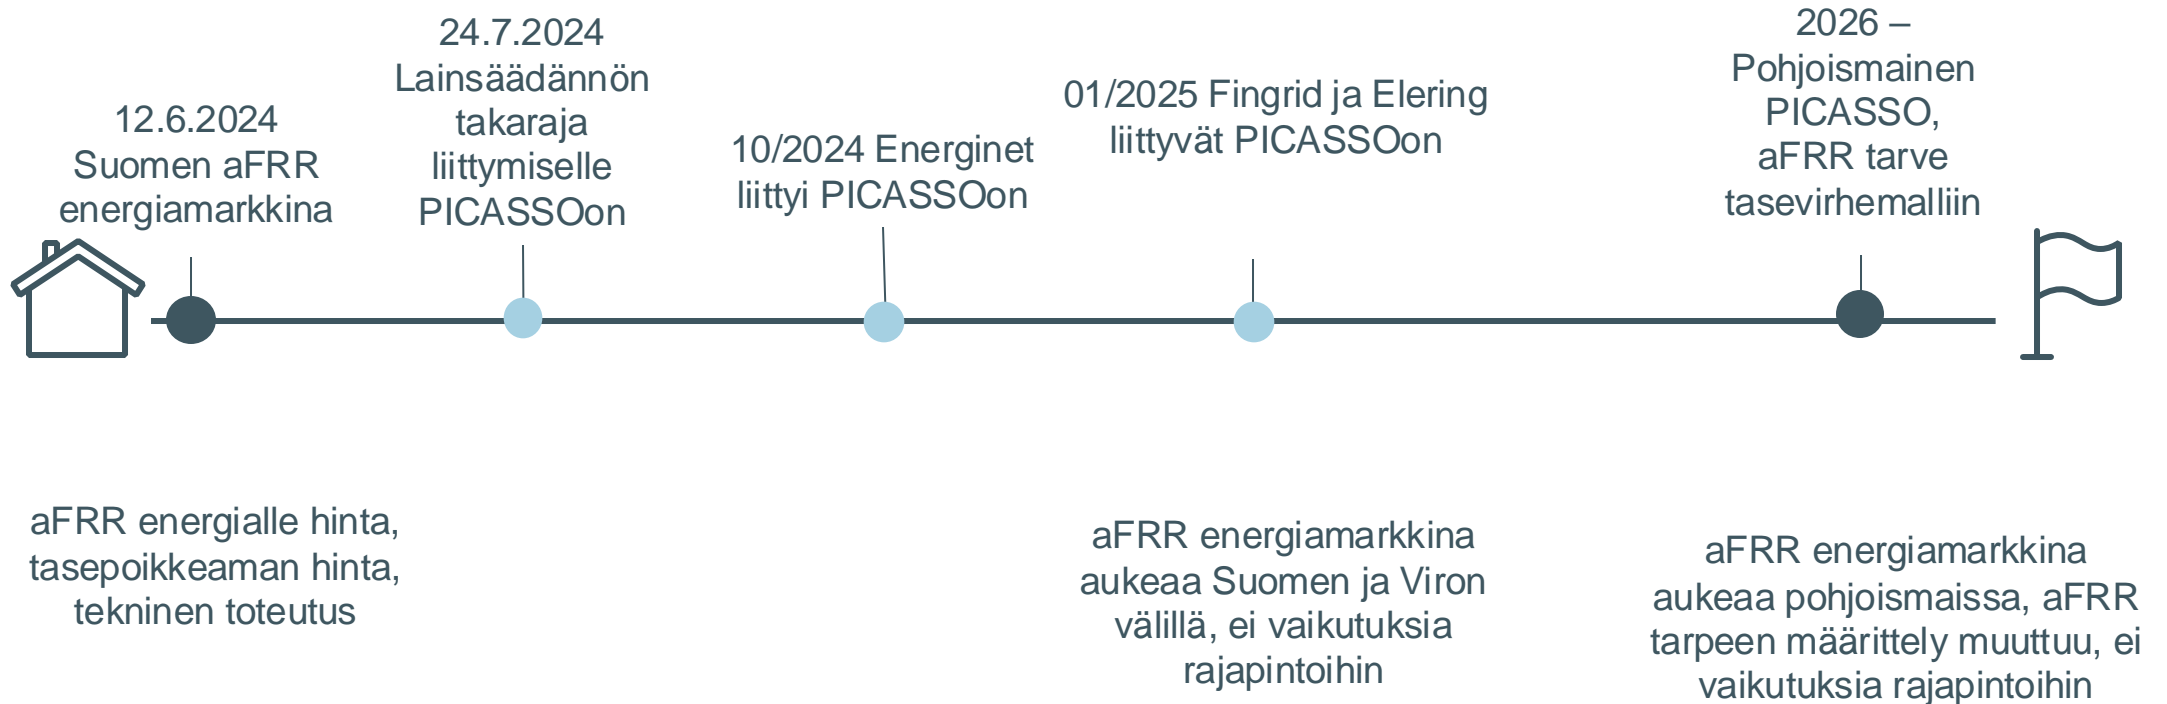 12.6.2024
Suomen aFRR
energiamarkkina
24.7.2024
Lainsäädännön
takaraja
liittymiselle
PICASSOon
10/2024 Energinet
liittyi PICASSOon
01/2025 Fingrid ja Elering
liittyvät PICASSOon
2026 –
Pohjoismainen
PICASSO,
aFRR tarve
tasevirhemalliin
aFRR energialle hinta,
tasepoikkeaman hinta,
tekninen toteutus
aFRR energiamarkkina
aukeaa Suomen ja Viron
välillä, ei vaikutuksia
rajapintoihin
aFRR energiamarkkina
aukeaa pohjoismaissa, aFRR
tarpeen määrittely muuttuu, ei
vaikutuksia rajapintoihin